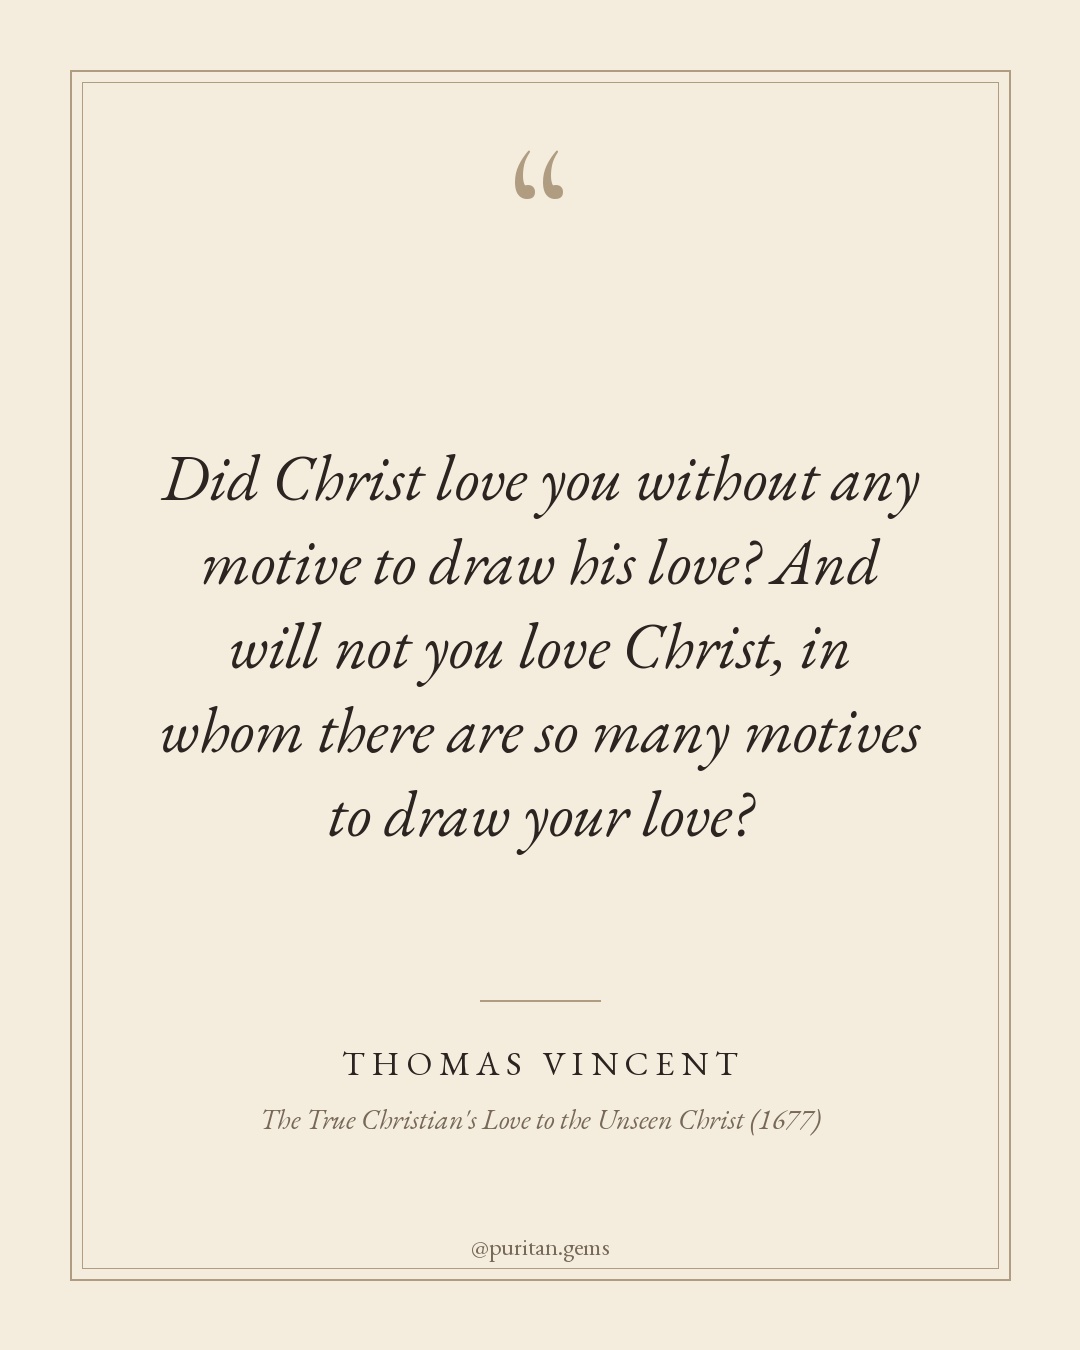 “
Did Christ love you without any
motive to draw his love? And
will not you love Christ, in
whom there are so many motives
to draw your love?
THOMAS VINCENT
The True Christian's Love to the Unseen Christ (1677)
@puritan.gems